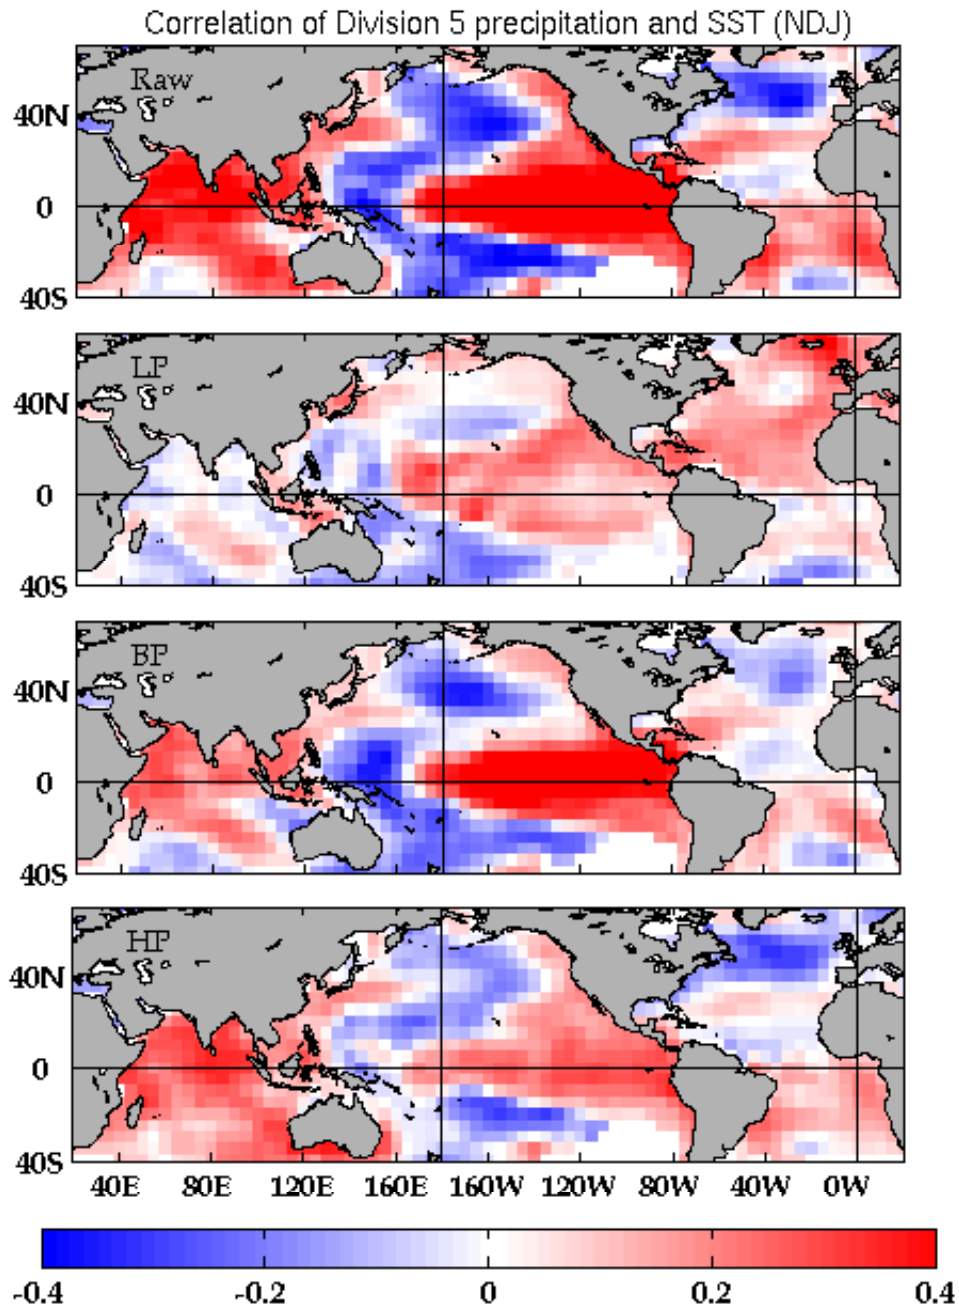 Correlation of Division 5 precipitation and SST (NDJ)
Raw
40N
0
40S
LP
40N
0
40S
BP
40N
0
40S
HP
40N
0
40S
40E 80E 120E 160E 160W 120W 80W 40W 0W
-0.4 -0.2 0 0.2 0.4